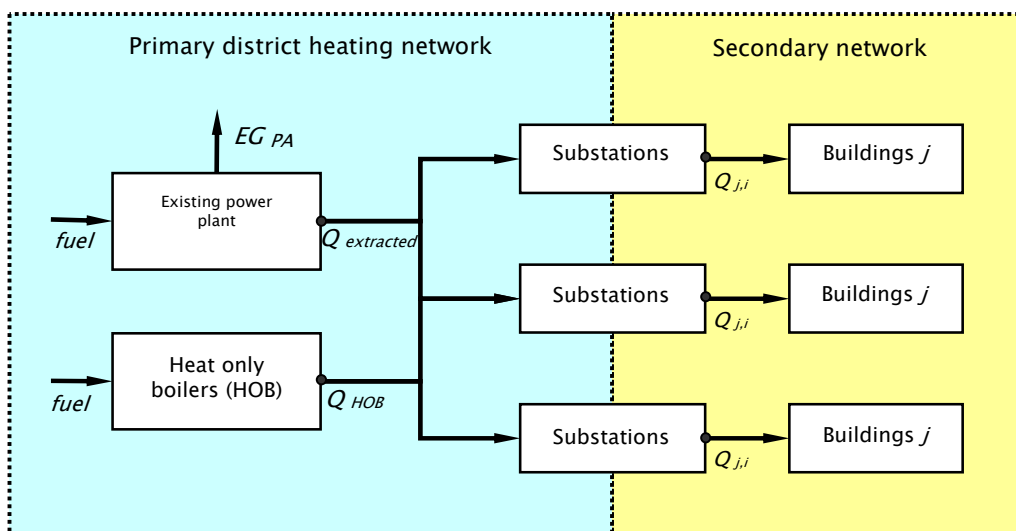 Primary district heating network
Secondary network
EG PA
Substations
Buildings j
Q j,i
Existing power
plant
fuel
Q extracted
Substations
Buildings j
Q j,i
Heat only
boilers (HOB)
fuel
Q HOB
Substations
Buildings j
Q j,i